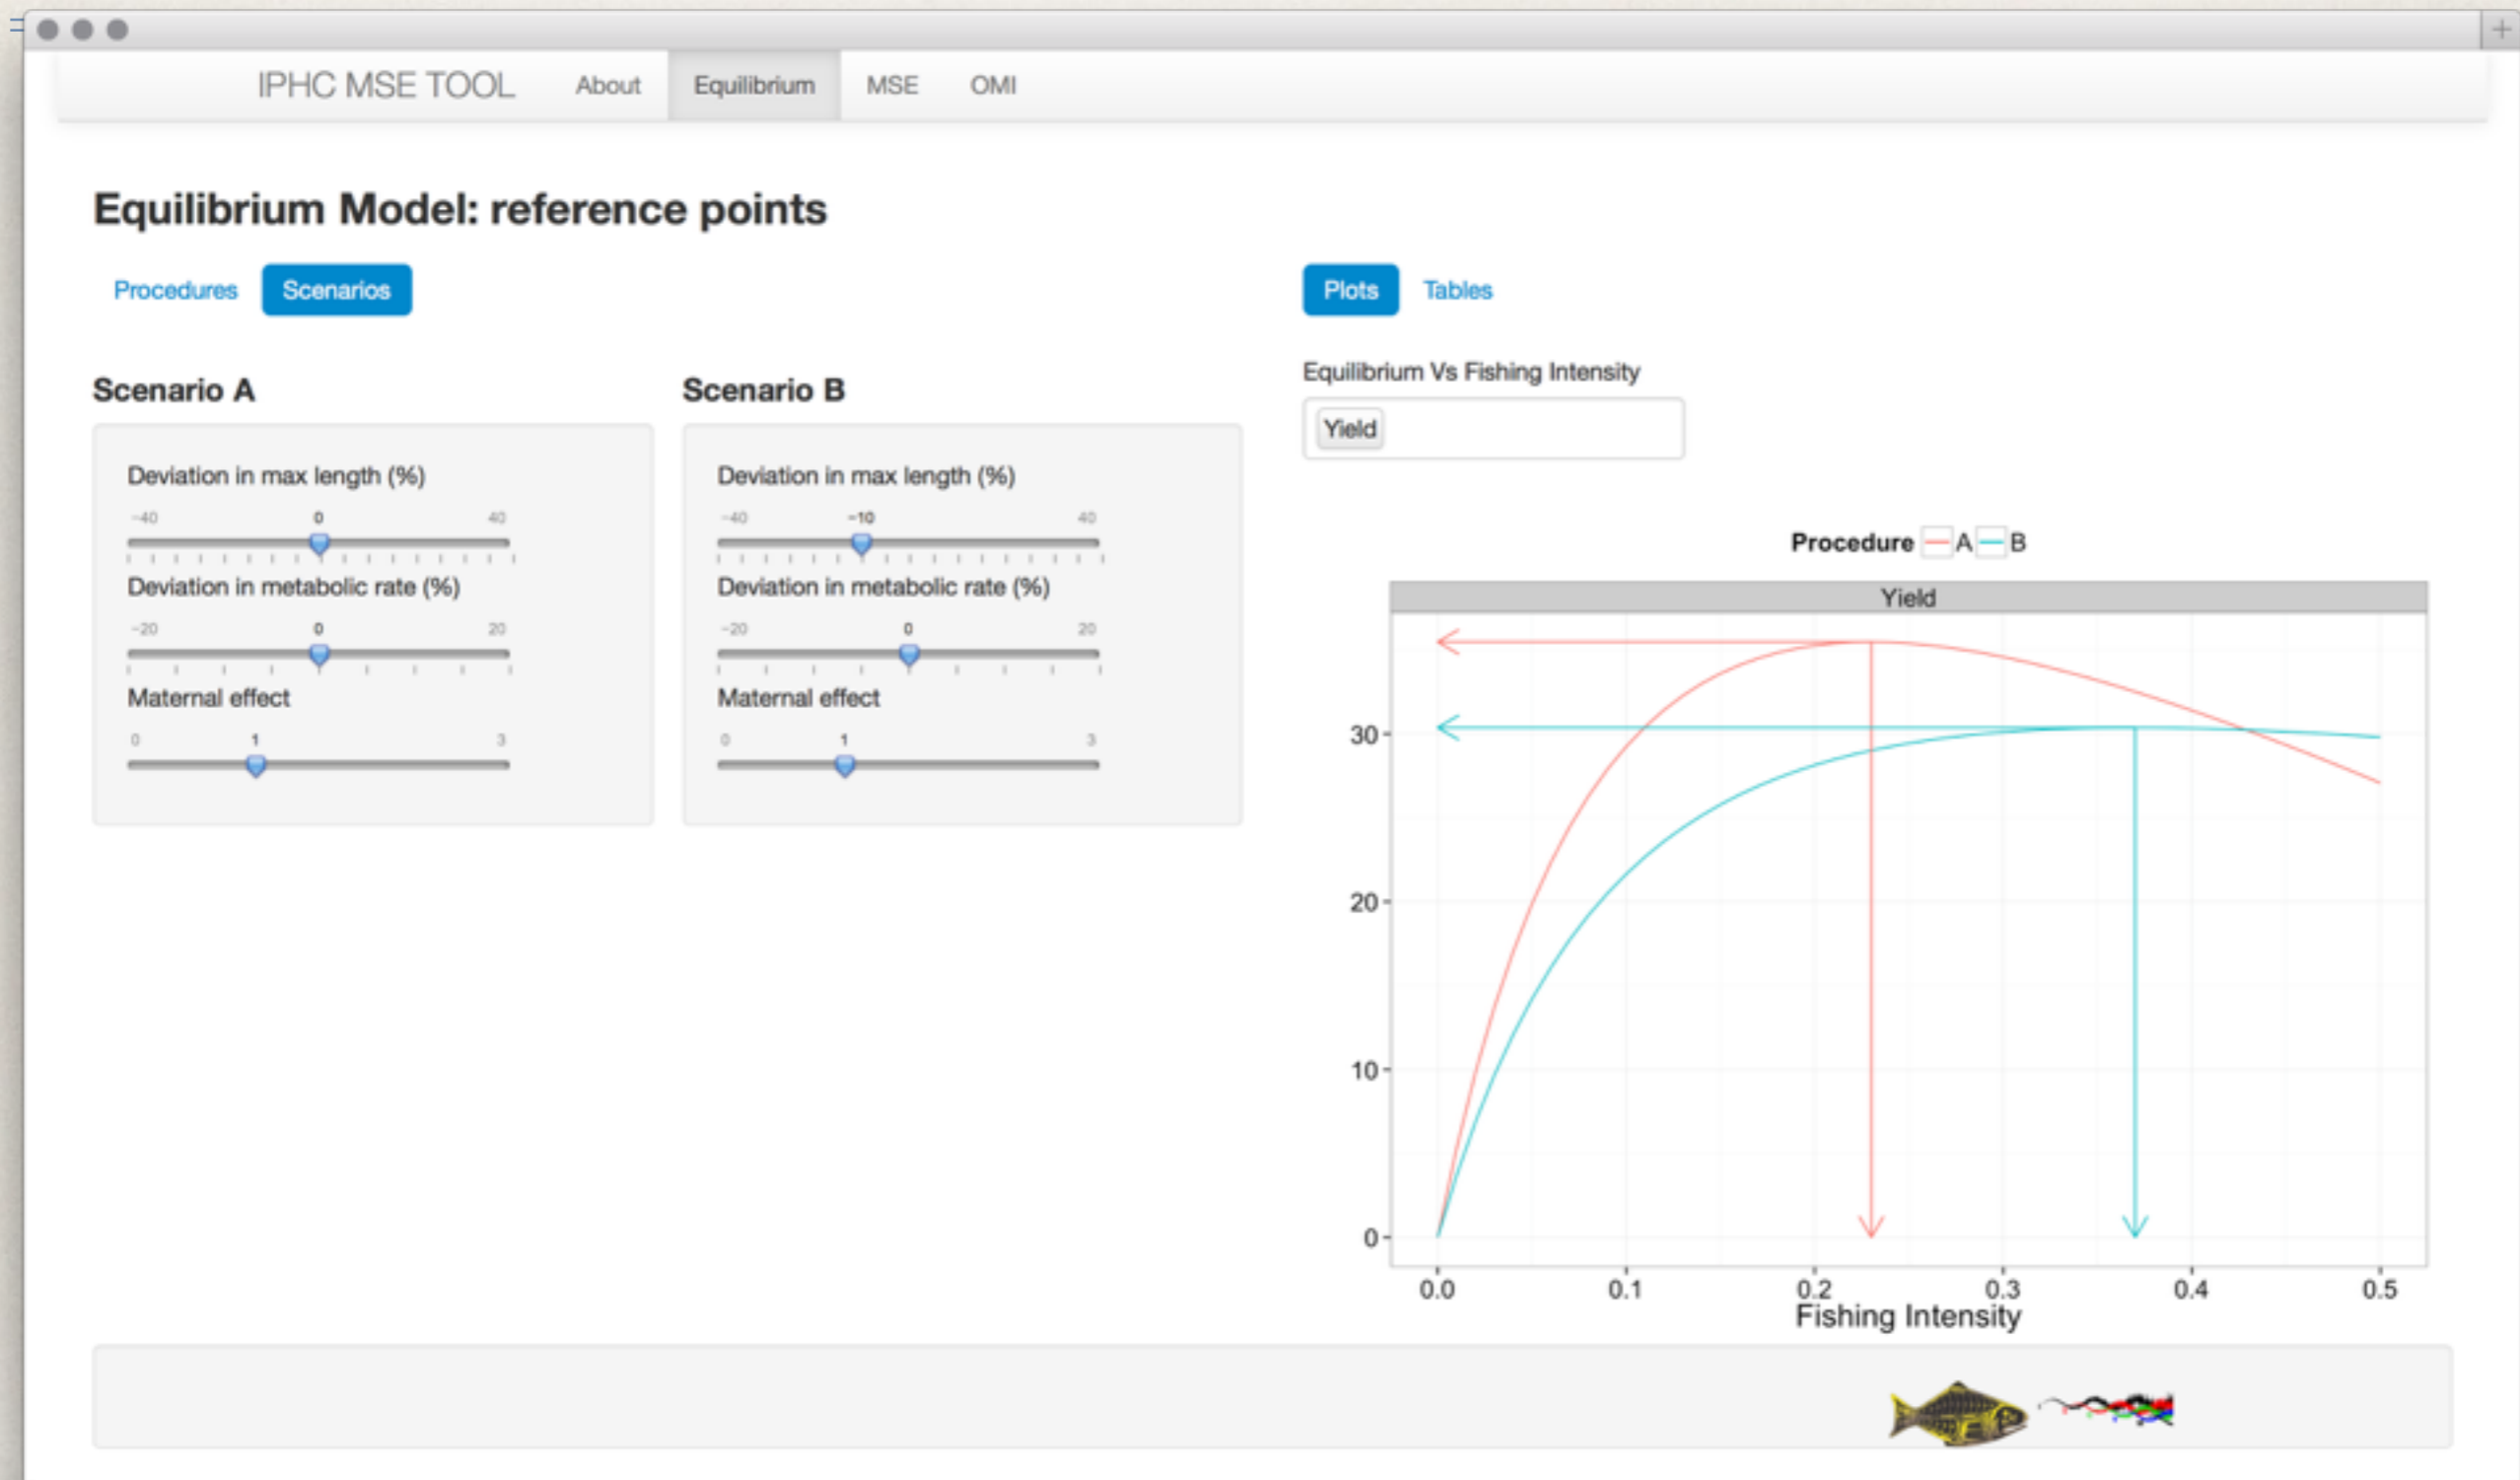 IPHC MSE TOOL About Equilibrium MSE OMI
Equilibrium Model: reference points
Procedures Scenarios
Scenario A
Deviation in max length (%)
-40 0 40
Deviation in metabolic rate (%)
-20 0 20
Maternal effect
0 1 3
Scenario B
Deviation in max length (%)
-40 -10 40
Deviation in metabolic rate (%)
-20 0 20
Maternal effect
0 1 3
Plots Tables
Equilibrium Vs Fishing Intensity
Yield
Procedure A B
Yield
30
20
10
0
0.0 0.1 0.2 0.3 0.4 0.5
Fishing Intensity